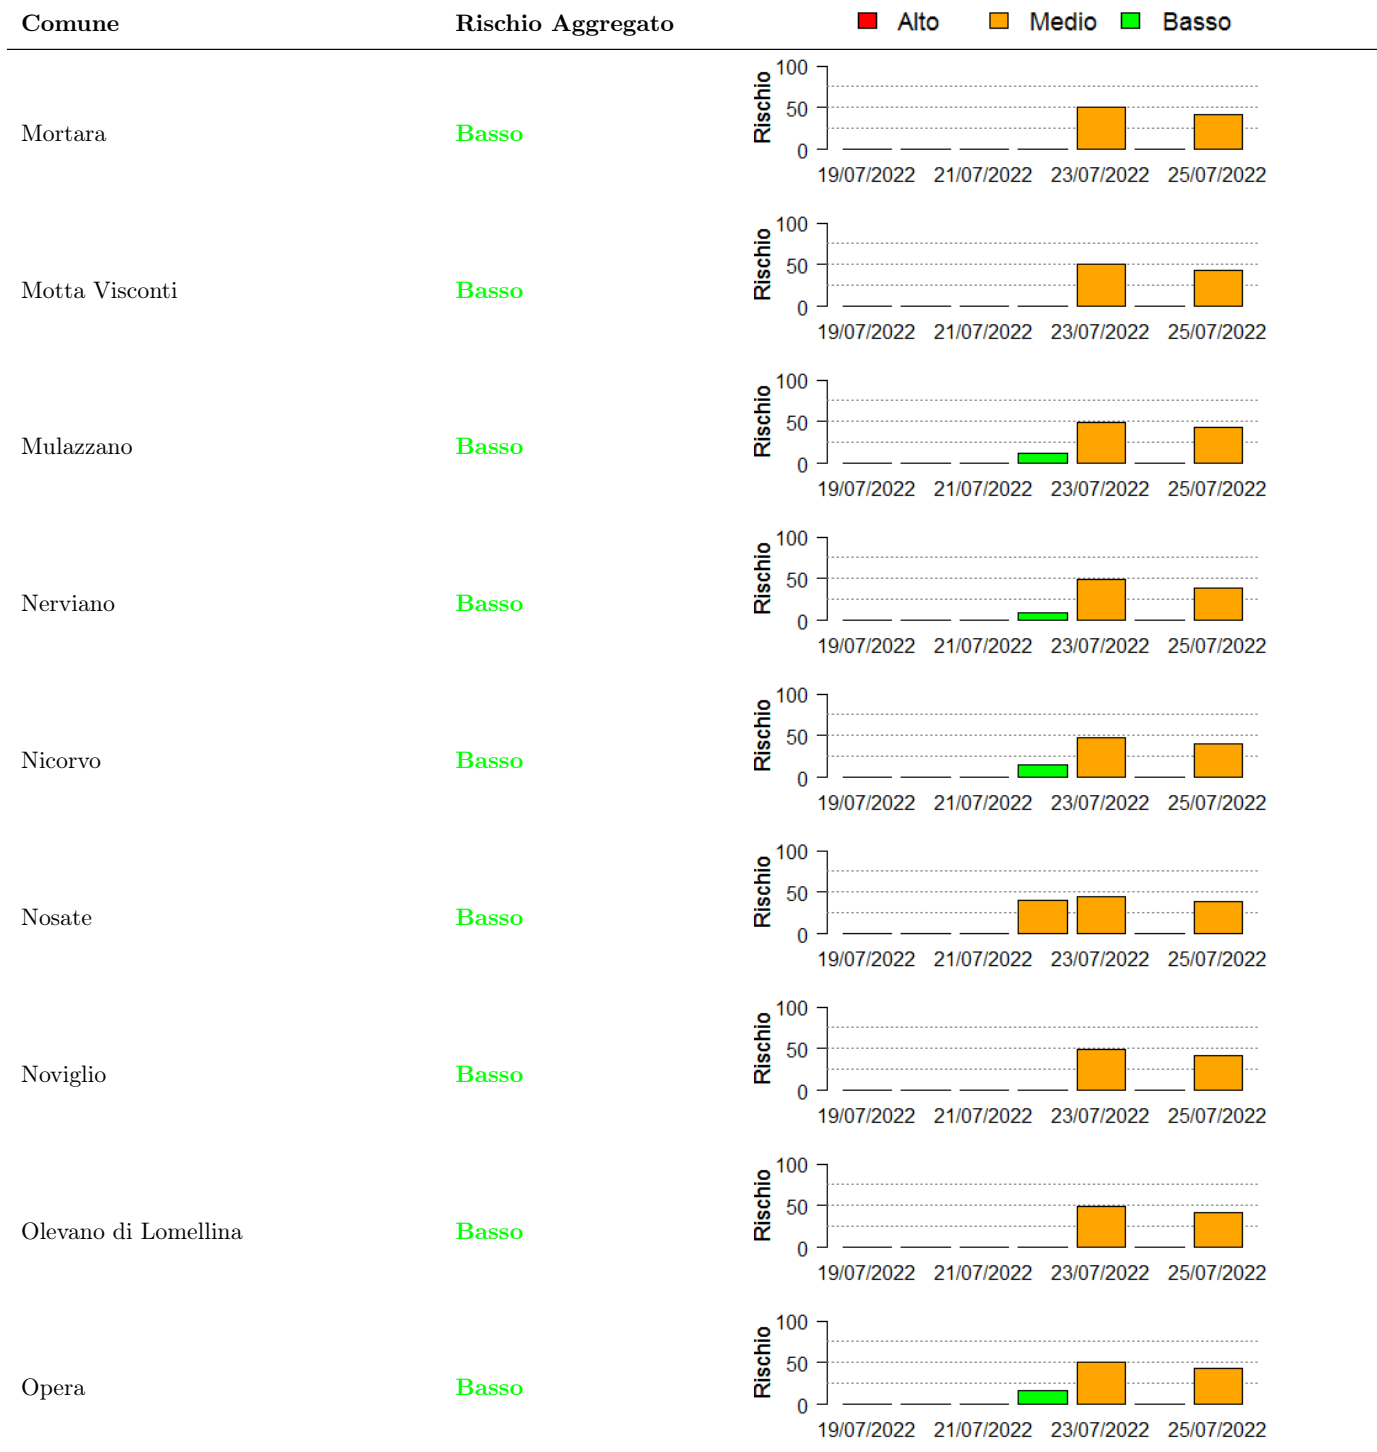 Comune Rischio Aggregato Alto Medio Basso
Mortara Basso Rischio 100 50 0
19/07/2022 21/07/2022 23/07/2022 25/07/2022
Motta Visconti Basso Rischio 100 50 0
19/07/2022 21/07/2022 23/07/2022 25/07/2022
Mulazzano Basso Rischio 100 50 0
19/07/2022 21/07/2022 23/07/2022 25/07/2022
Nerviano Basso Rischio 100 50 0
19/07/2022 21/07/2022 23/07/2022 25/07/2022
Nicorvo Basso Rischio 100 50 0
19/07/2022 21/07/2022 23/07/2022 25/07/2022
Nosate Basso Rischio 100 50 0
19/07/2022 21/07/2022 23/07/2022 25/07/2022
Noviglio Basso Rischio 100 50 0
19/07/2022 21/07/2022 23/07/2022 25/07/2022
Olevano di Lomellina Basso Rischio 100 50 0
19/07/2022 21/07/2022 23/07/2022 25/07/2022
Opera Basso Rischio 100 50 0
19/07/2022 21/07/2022 23/07/2022 25/07/2022